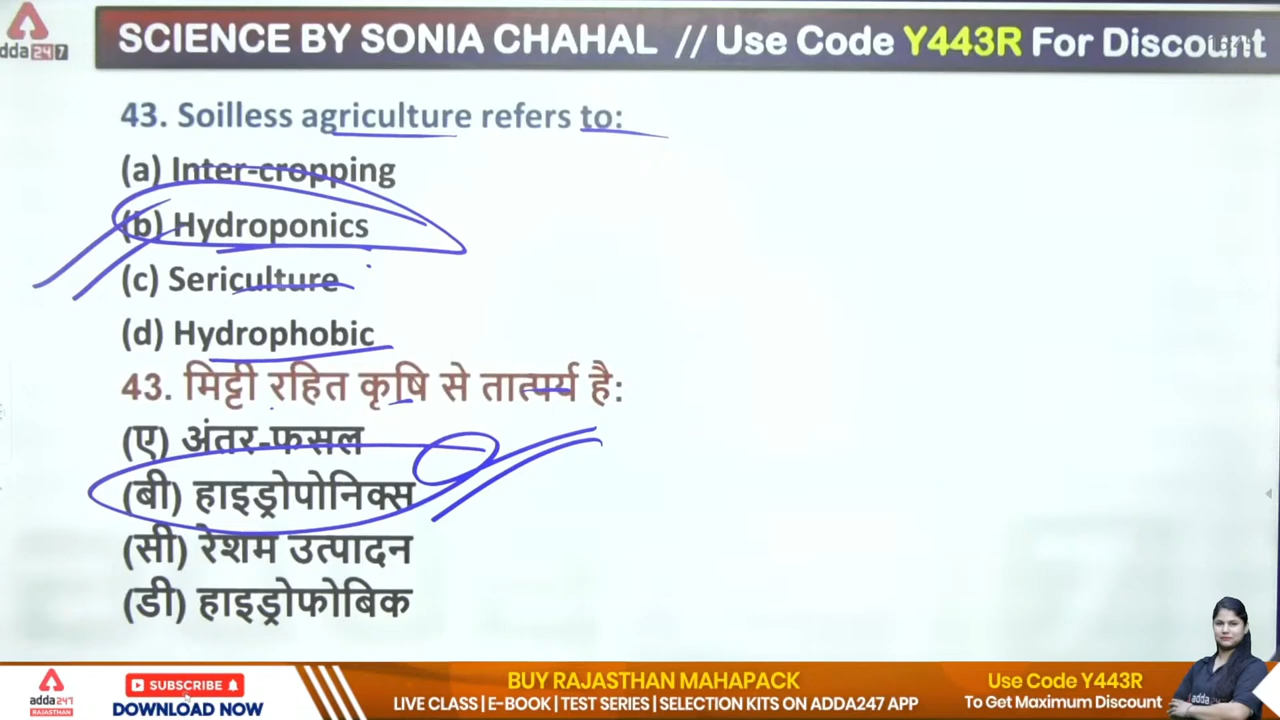 adda247
SCIENCE BY SONIA CHAHAL // Use Code Y443R For Discount
43. Soilless agriculture refers to:
(a) Inter-cropping
(b) Hydroponics
(c) Sericulture
(d) Hydrophobic
43. मिट्टी रहित कृषि से तात्पर्य है:
(ए) अंतर-फसल
(बी) हाइड्रोपोनिक्स
(सी) रेशम उत्पादन
(डी) हाइड्रोफोबिक
adda247
RAJASTHAN
SUBSCRIBE
DOWNLOAD NOW
BUY RAJASTHAN MAHAPACK
LIVE CLASS | E-BOOK | TEST SERIES | SELECTION KITS ON ADDA247 APP
Use Code Y443R
To Get Maximum Discount
adda